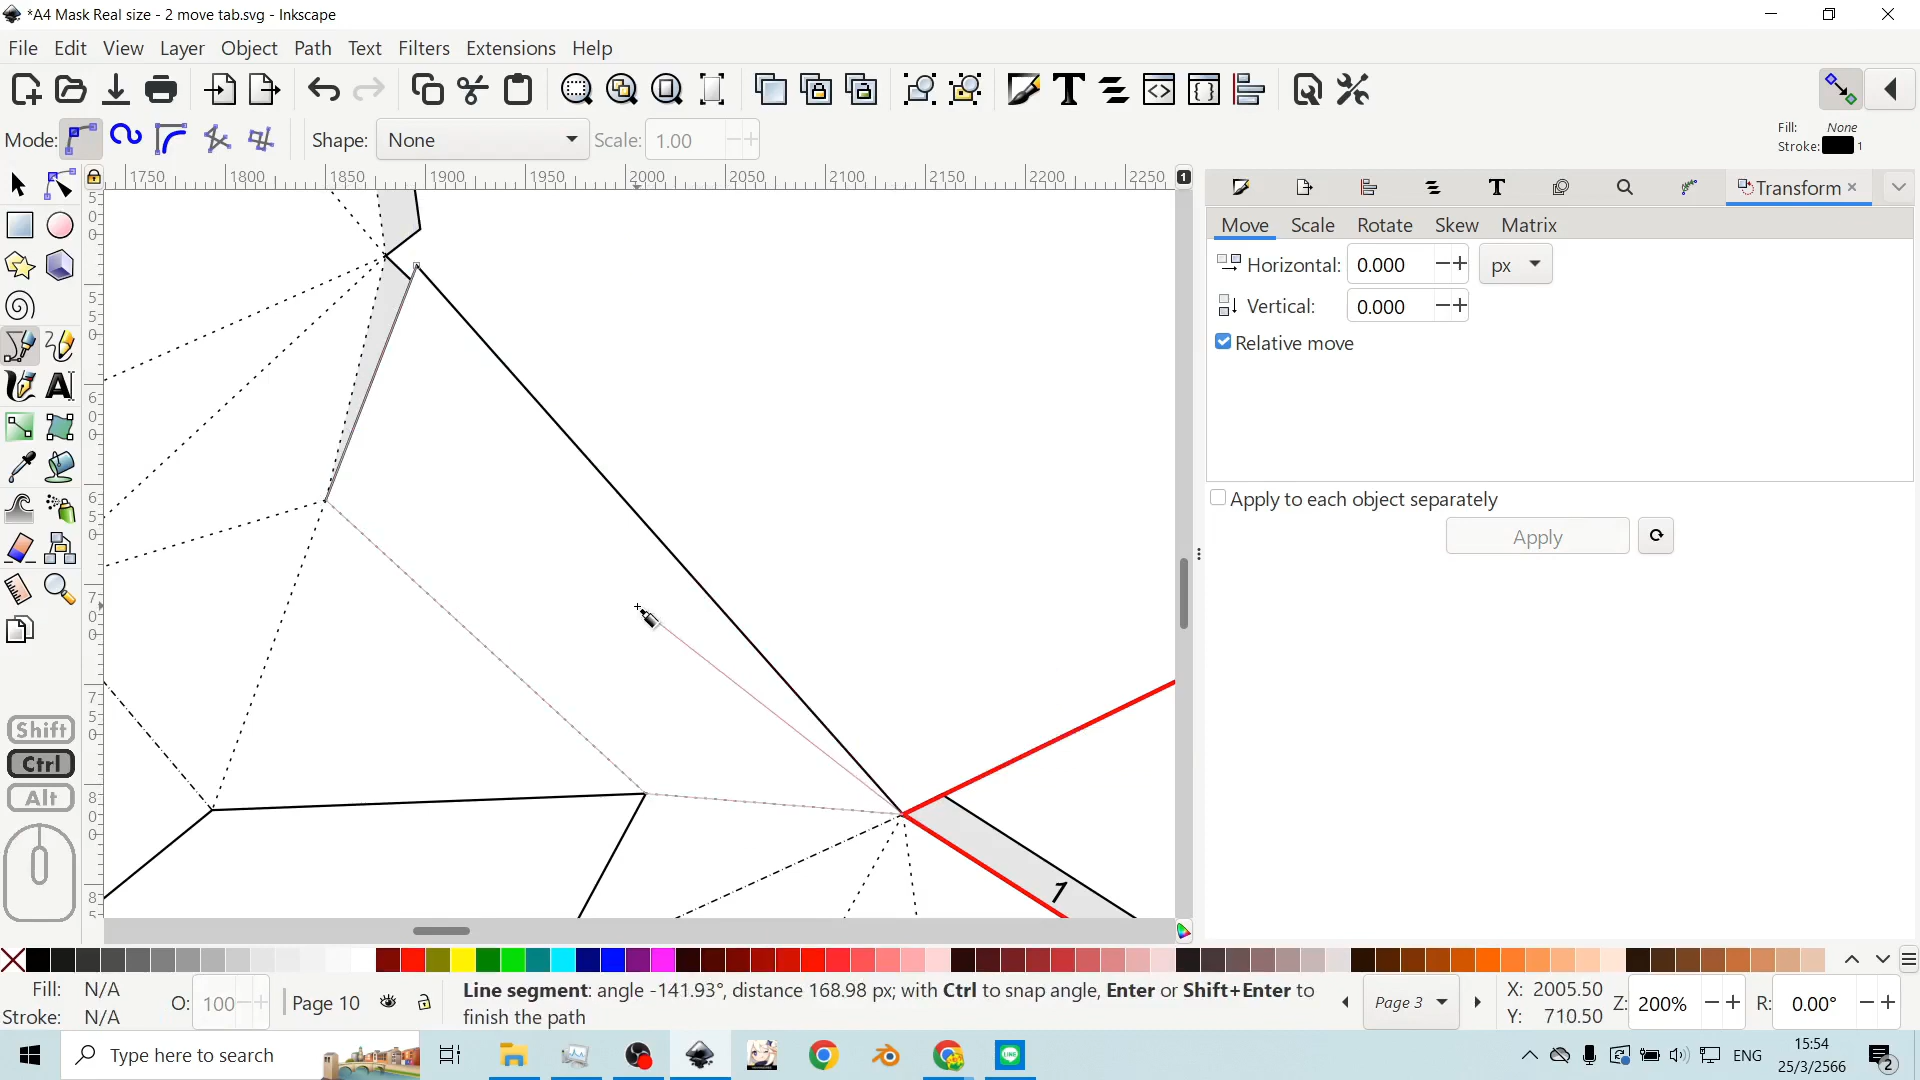 *A4 Mask Real size - 2 move tab.svg - Inkscape
File Edit View Layer Object Path Text Filters Extensions Help
Mode: Shape: None Scale: 1.00
Fill: None
Stroke: 1
1750 1800 1850 1900 1950 2000 2050 2100 2150 2200 2250
1
Transform
Move Scale Rotate Skew Matrix
Horizontal: 0.000 px
Vertical: 0.000
Relative move
Apply to each object separately
Apply
Shift
Ctrl
Alt
1
Fill: N/A
Stroke: N/A
O: 100
Page 10
Line segment: angle -141.93°, distance 168.98 px; with Ctrl to snap angle, Enter or Shift+Enter to
finish the path
Page 3
X: 2005.50
Y: 710.50
Z: 200%
R: 0.00°
Type here to search
LINE
ENG
15:54
25/3/2566
2